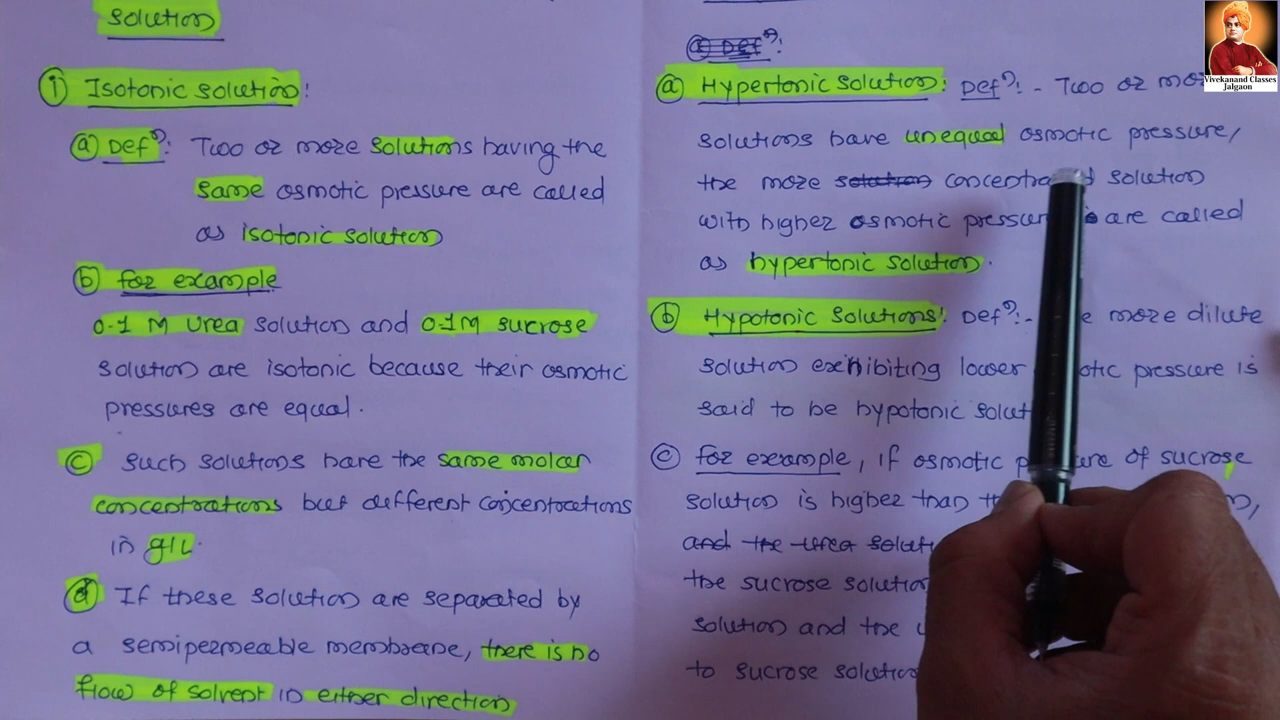 solution
① Isotonic solution:
ⓐ Defⁿ: Two or more solutions having the
same osmotic pressure are called
as isotonic solution
ⓑ for example
0.1 M urea solution and 0.1M sucrose
solution are isotonic because their osmotic
pressures are equal.
ⓒ such solutions have the same molar
concentrations but different concentrations
in g/L.
ⓓ If these solution are separated by
a semipermeable membrane, there is no
flow of solvent in either direction
ⓐ Hypertonic solution: Defⁿ:- Two or
solutions have unequal osmotic pressure,
the more solution solution
with higher osmotic are called
as hypertonic solution.
ⓑ Hypotonic solutions: Defⁿ:- more dilute
solution exihibiting lower pressure is
said to be hypotonic
ⓒ for example, if osmotic of sucrose
solution is higher than
and the urea
the sucrose
solution and the
to sucrose solution
Vivekanand Classes
Jalgaon